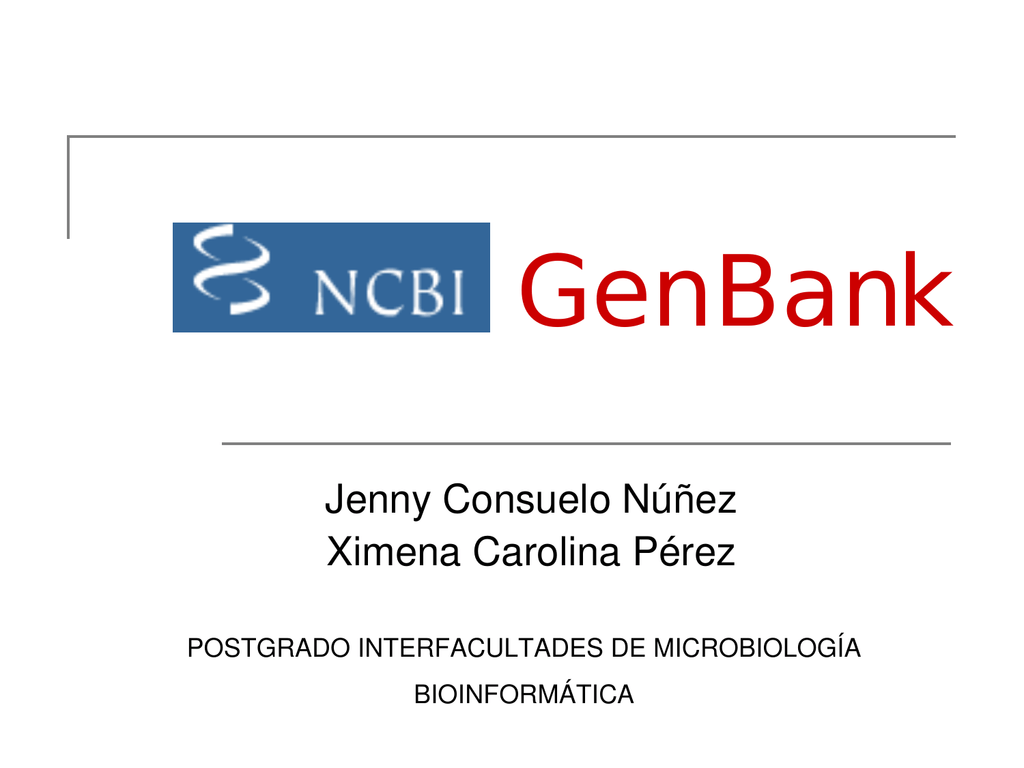 NCBI GenBank
Jenny Consuelo Núñez
Ximena Carolina Pérez
POSTGRADO INTERFACULTADES DE MICROBIOLOGÍA
BIOINFORMÁTICA